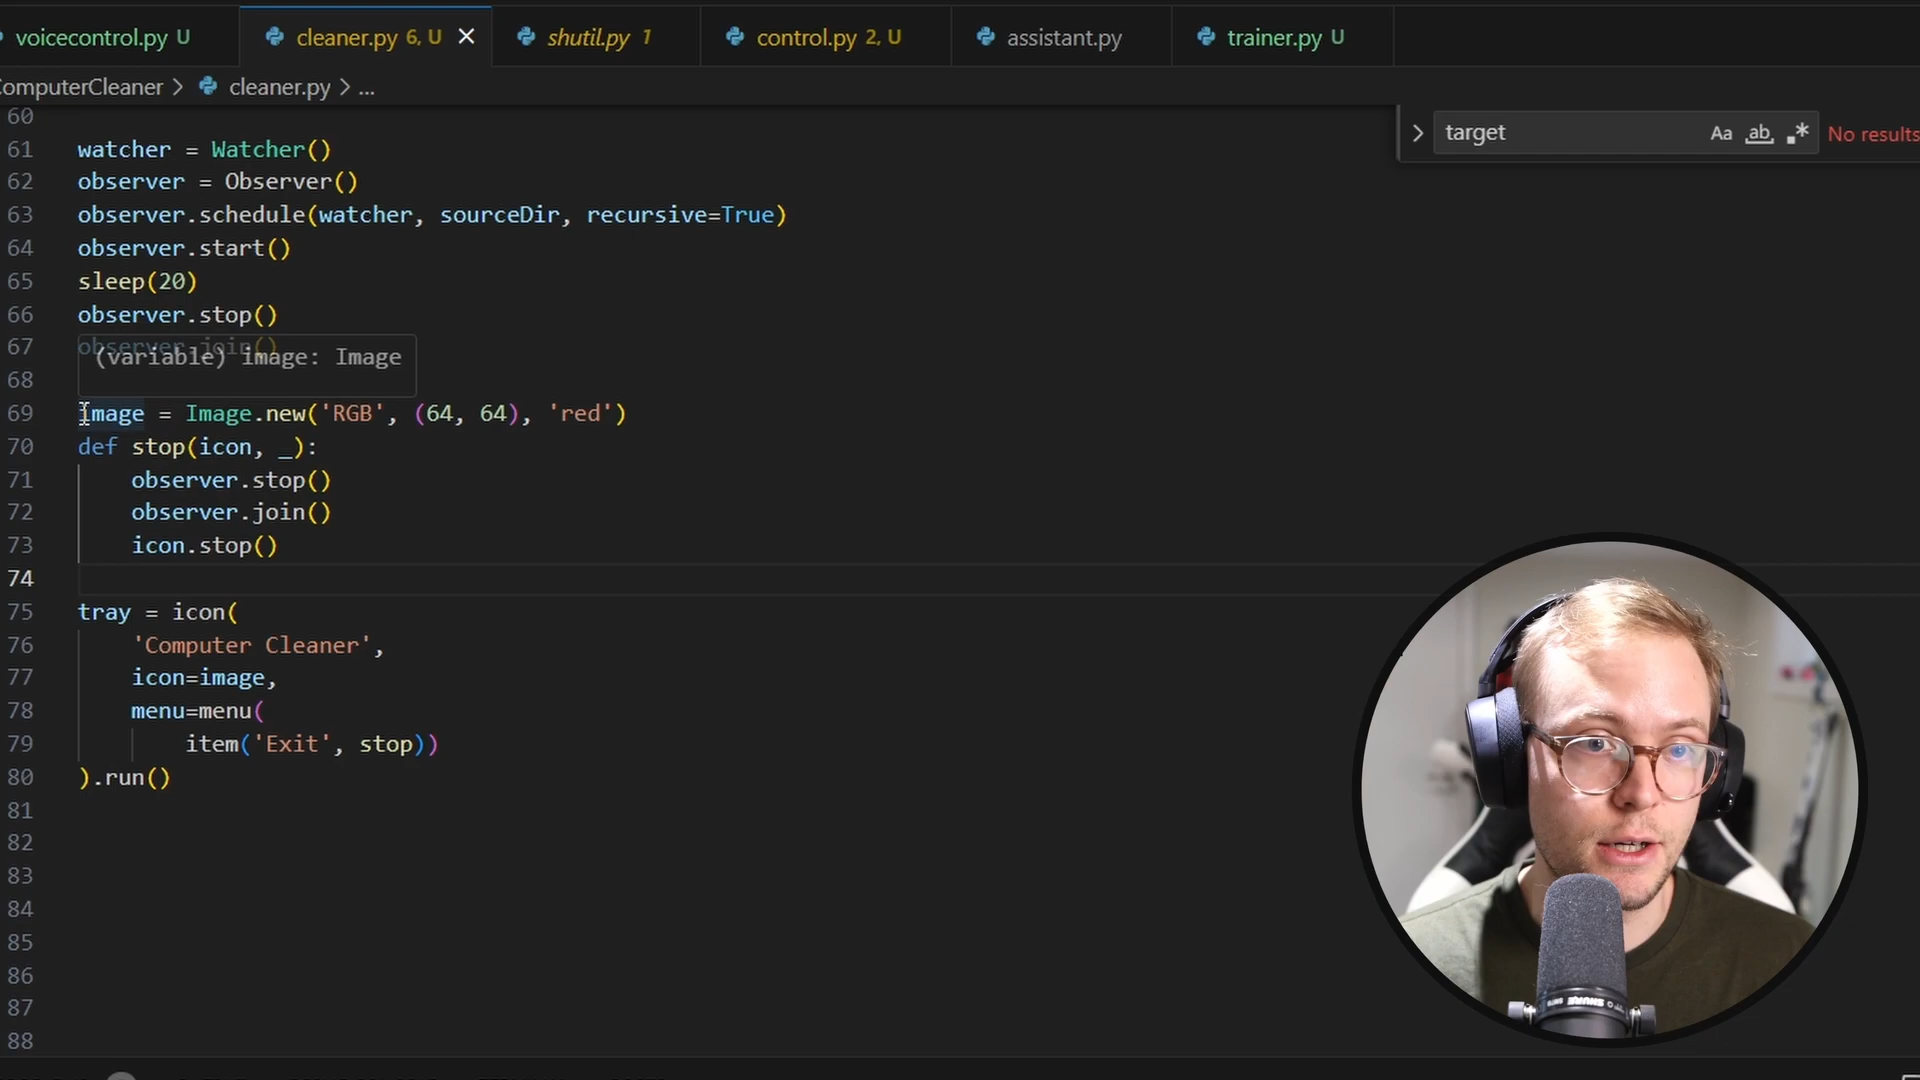 voicecontrol.py U
cleaner.py 6, U
shutil.py 1
control.py 2, U
assistant.py
trainer.py U
omputerCleaner > cleaner.py > ...
target
Aa
ab
.*
No results
60
61 watcher = Watcher()
62 observer = Observer()
63 observer.schedule(watcher, sourceDir, recursive=True)
64 observer.start()
65 sleep(20)
66 observer.stop()
67 observer.join()
(variable) image: Image
68
69 image = Image.new('RGB', (64, 64), 'red')
70 def stop(icon, _):
71 observer.stop()
72 observer.join()
73 icon.stop()
74
75 tray = icon(
76 'Computer Cleaner',
77 icon=image,
78 menu=menu(
79 item('Exit', stop))
80 ).run()
81
82
83
84
85
86
87
88
SHURE